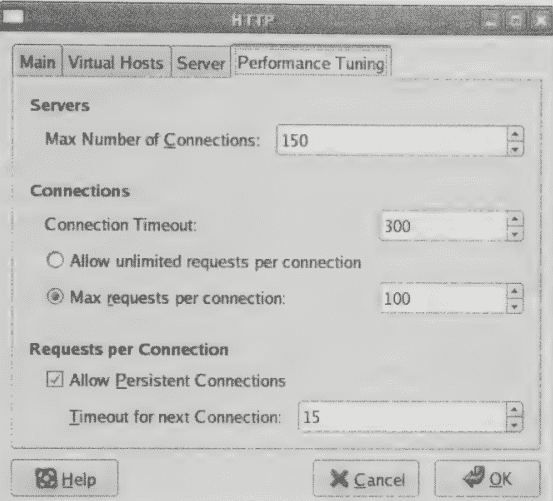 HTTP
Main Virtual Hosts Server Performance Tuning
Servers
Max Number of Connections: 150
Connections
Connection Timeout: 300
Allow unlimited requests per connection
Max requests per connection: 100
Requests per Connection
Allow Persistent Connections
Timeout for next Connection: 15
Help Cancel OK